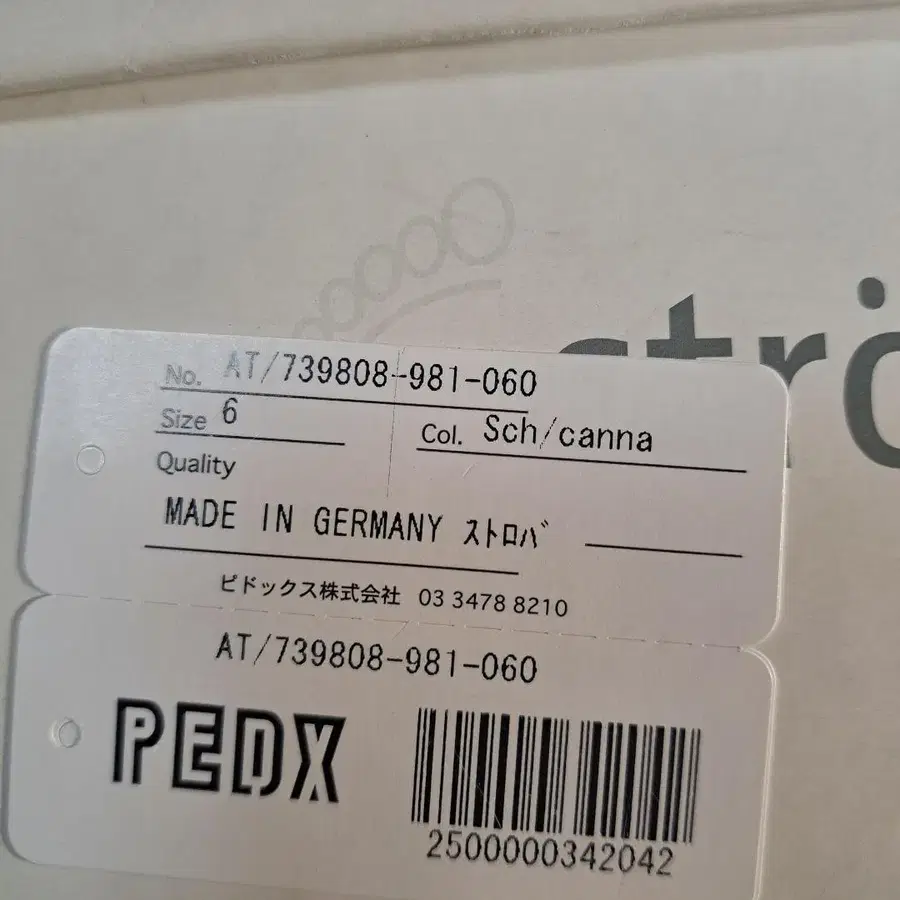 strö
No. AT/739808-981-060
Size 6
Col. Sch/canna
Quality
MADE IN GERMANY ストロバ
ピドックス株式会社 03 3478 8210
AT/739808-981-060
PEDX
2500000342042